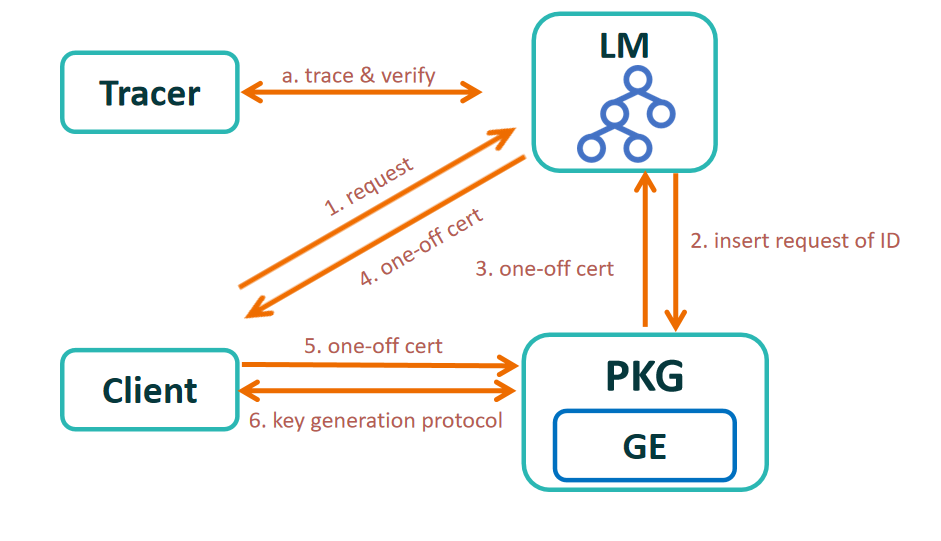 LM
Tracer
a. trace & verify
1. request
4. one-off cert
2. insert request of ID
3. one-off cert
5. one-off cert
Client
PKG
6. key generation protocol
GE